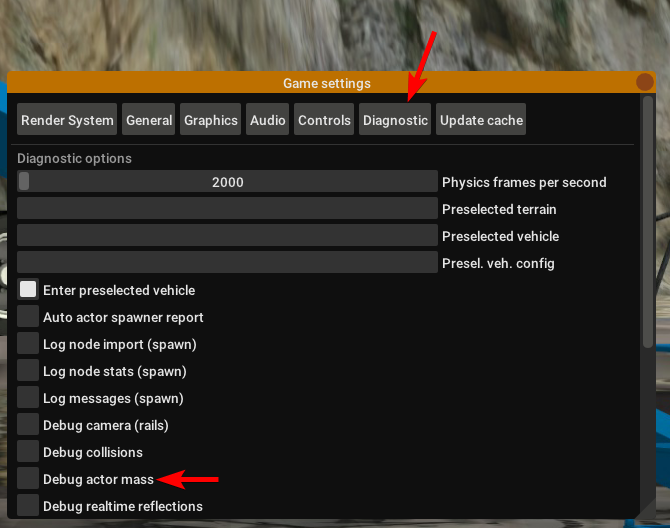 Game settings
Render System General Graphics Audio Controls Diagnostic Update cache
Diagnostic options
2000 Physics frames per second
Preselected terrain
Preselected vehicle
Presel. veh. config
Enter preselected vehicle
Auto actor spawner report
Log node import (spawn)
Log node stats (spawn)
Log messages (spawn)
Debug camera (rails)
Debug collisions
Debug actor mass
Debug realtime reflections